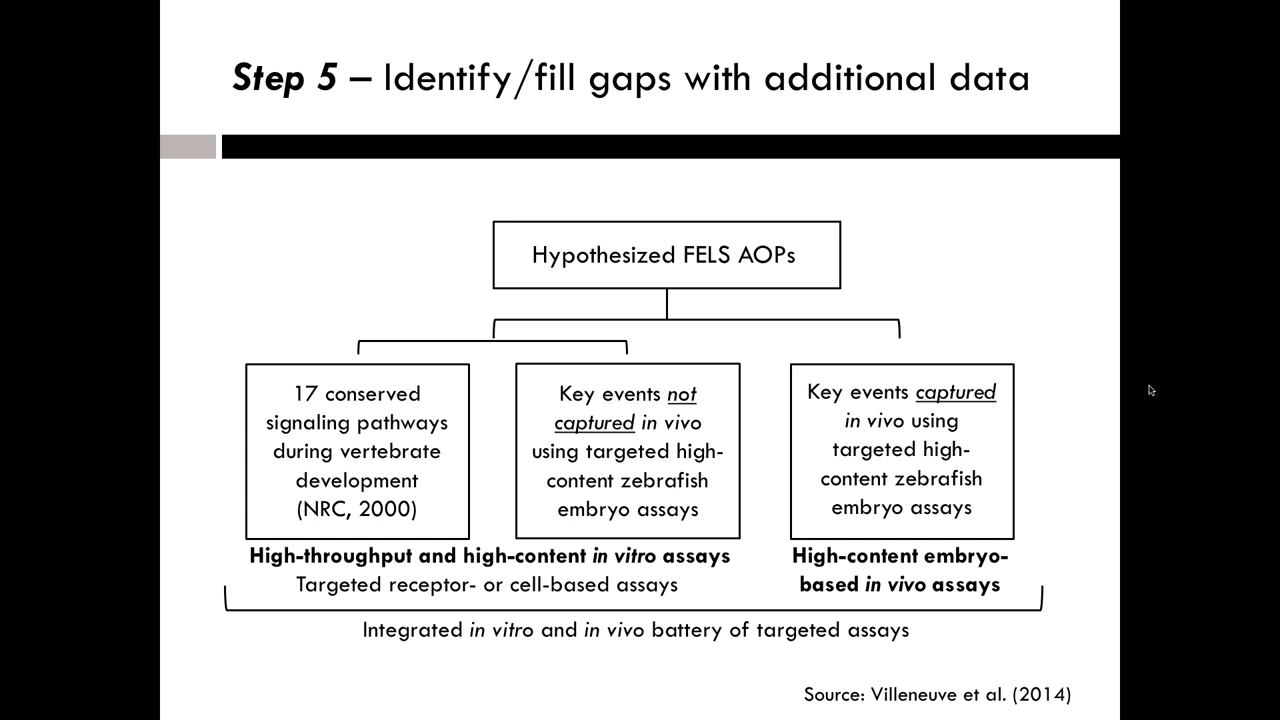 Step 5 – Identify/fill gaps with additional data
Hypothesized FELS AOPs
17 conserved
signaling pathways
during vertebrate
development
(NRC, 2000)
Key events not
captured in vivo
using targeted high-
content zebrafish
embryo assays
Key events captured
in vivo using
targeted high-
content zebrafish
embryo assays
High-throughput and high-content in vitro assays
Targeted receptor- or cell-based assays
High-content embryo-
based in vivo assays
Integrated in vitro and in vivo battery of targeted assays
Source: Villeneuve et al. (2014)